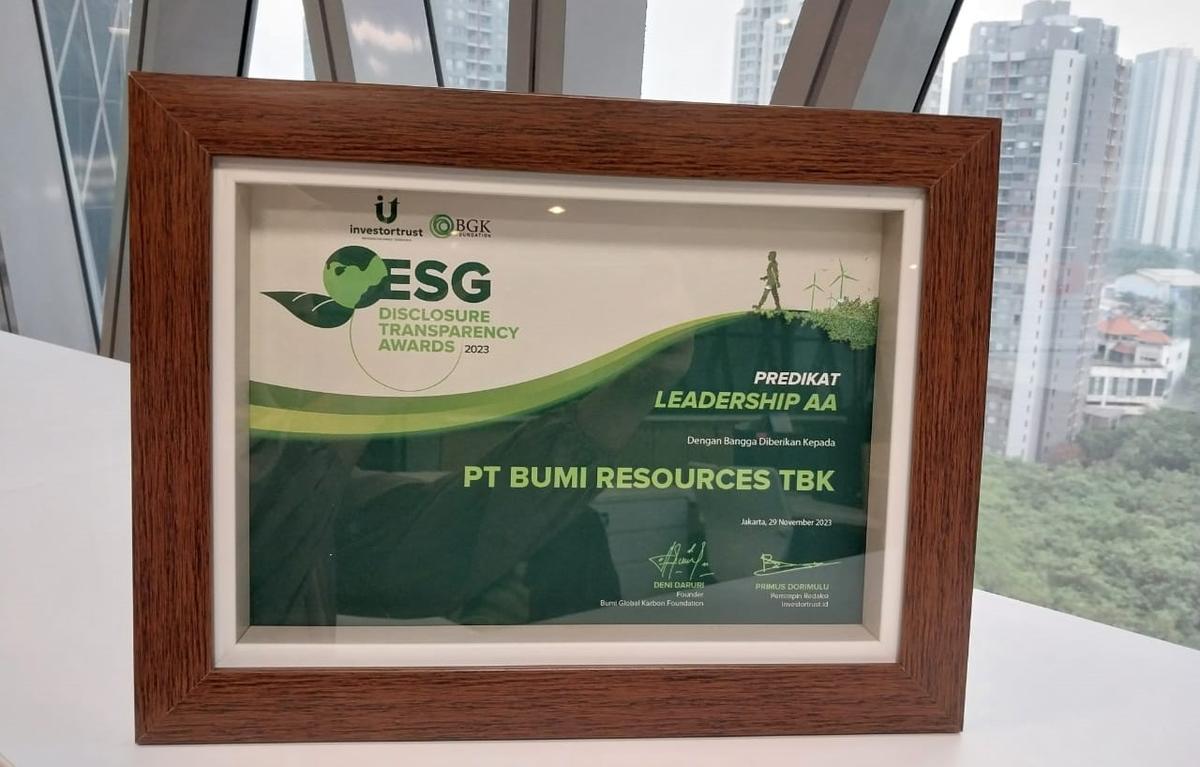 investortrust
BGK
FOUNDATION
ESG
DISCLOSURE
TRANSPARENCY
AWARDS 2023
PREDIKAT
LEADERSHIP AA
Dengan Bangga Diberikan Kepada
PT BUMI RESOURCES TBK
Jakarta, 29 November 2023
DENI DARURI
Founder
Bumi Global Karbon Foundation
PRIMUS DORIMULU
Pemimpin Redaksi
Investortrust.id